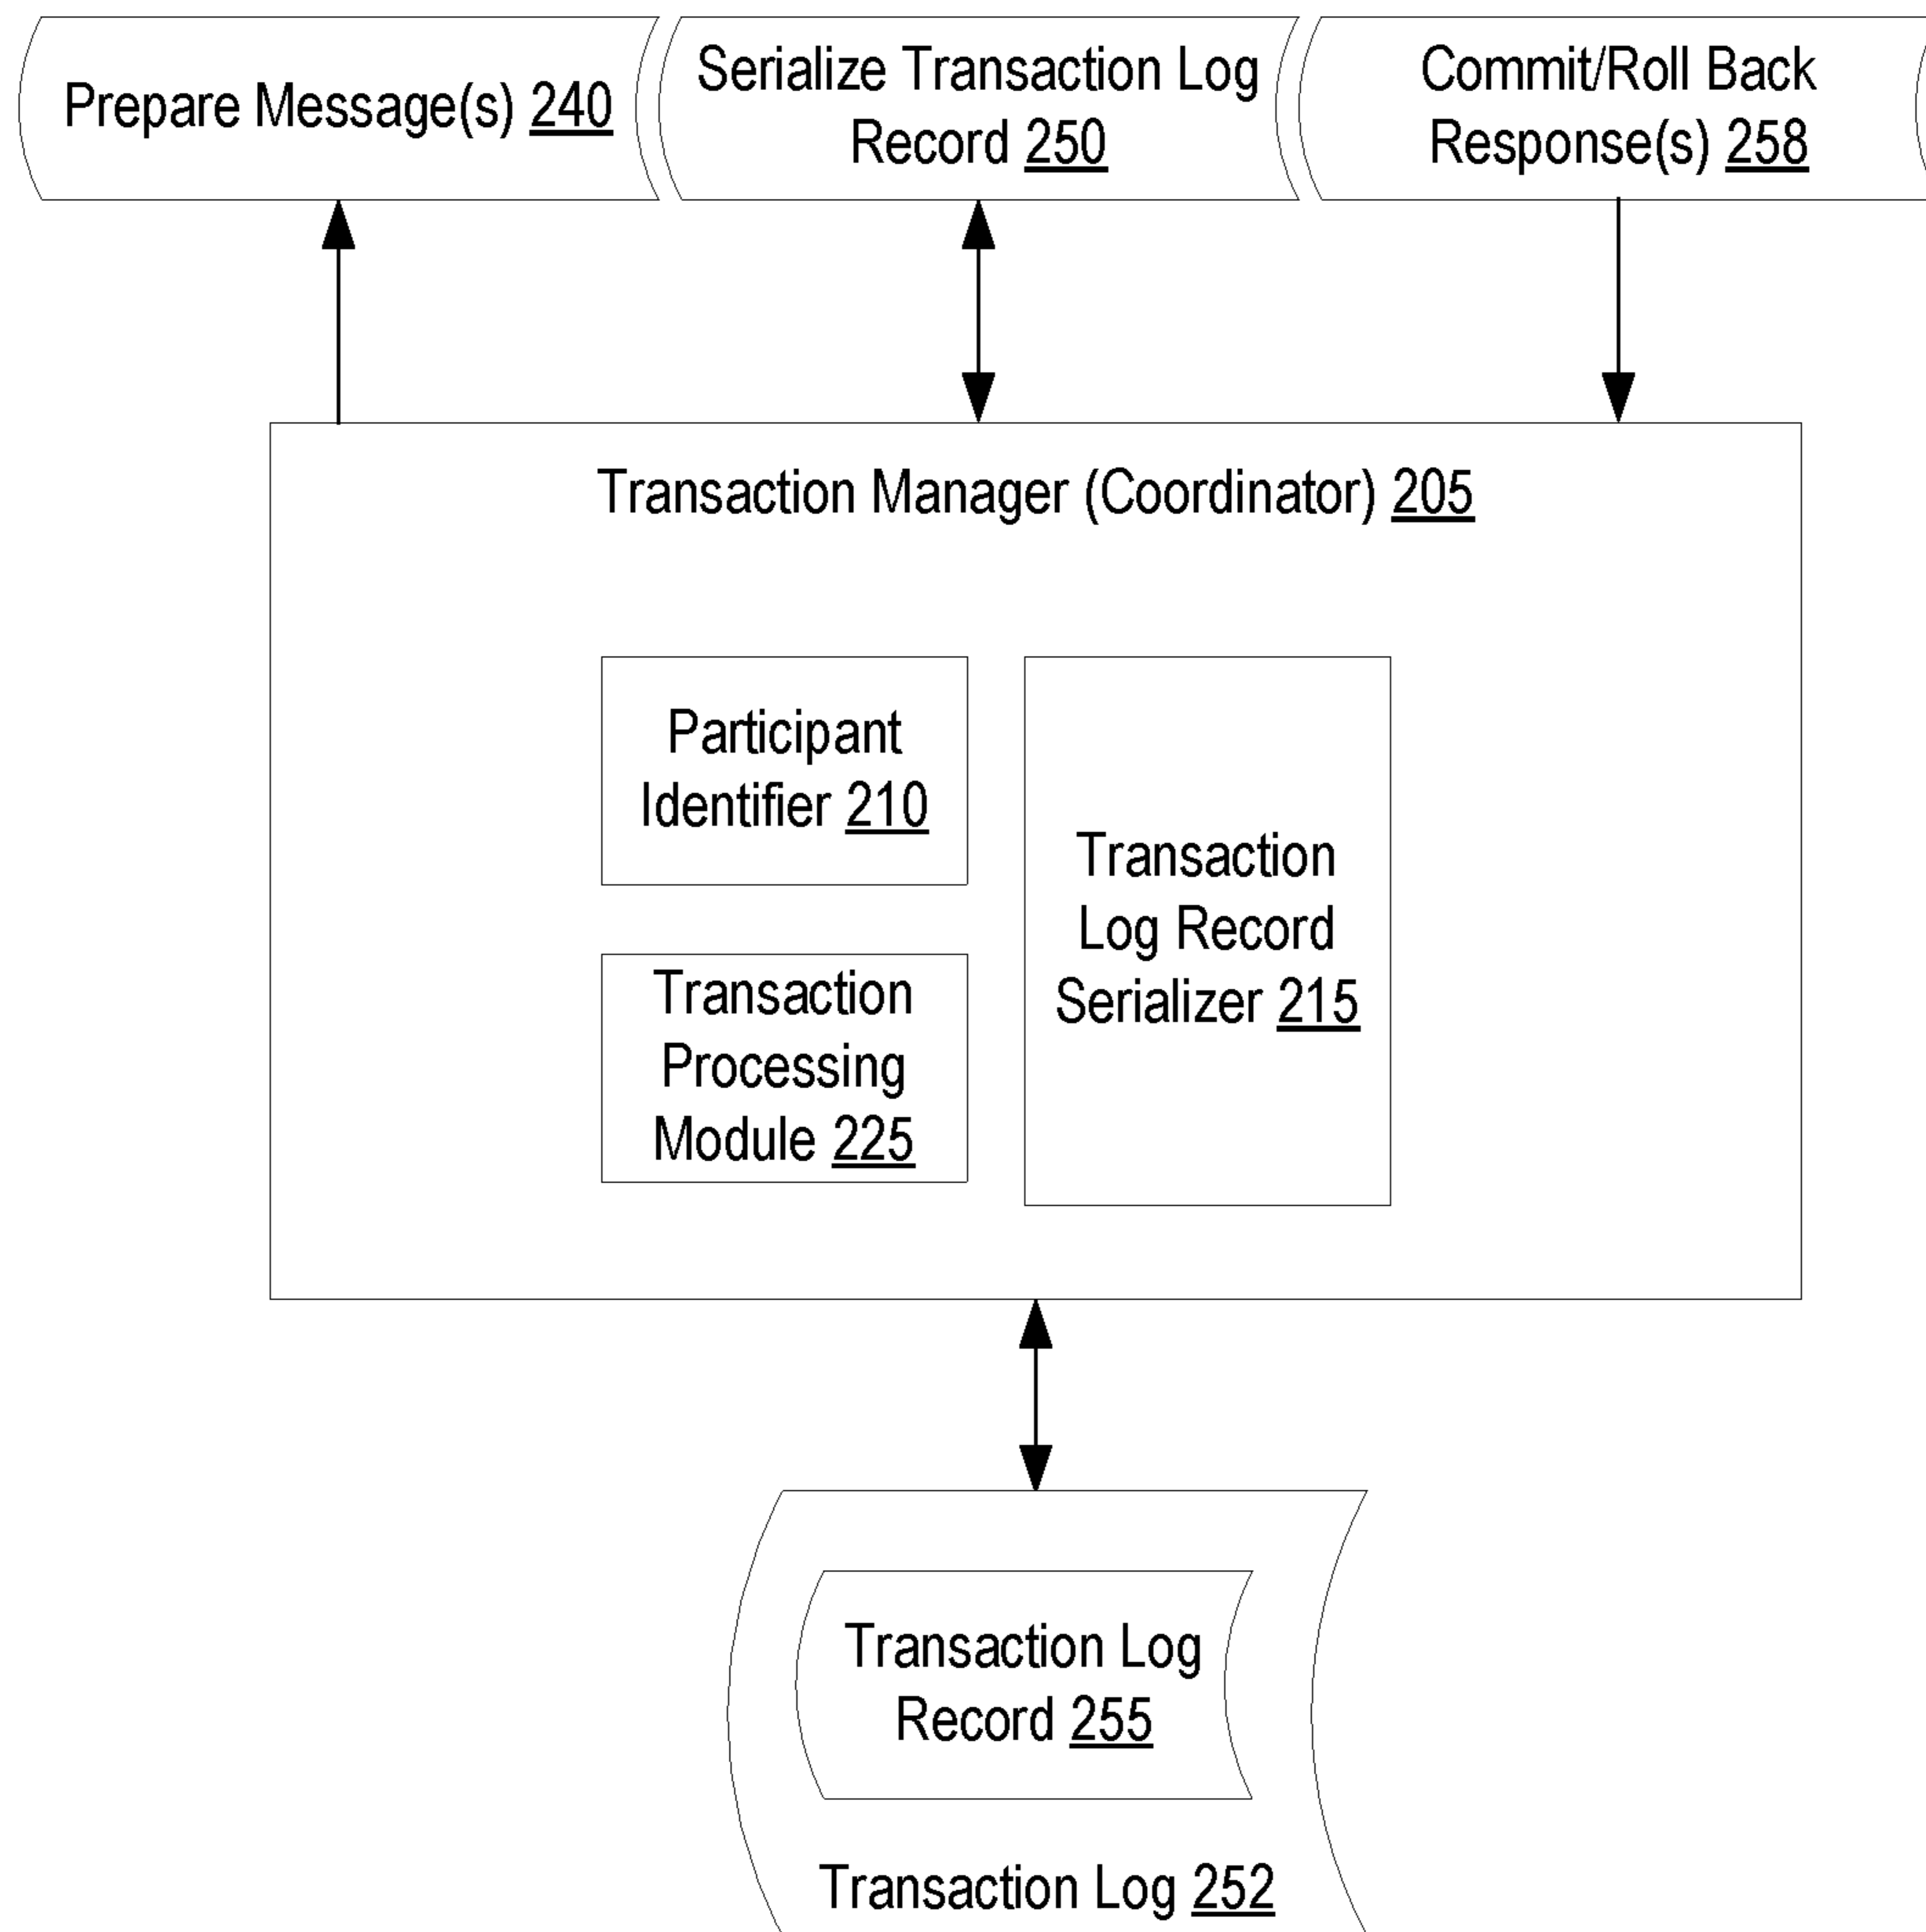 Prepare Message(s) 240
Serialize Transaction Log
Record 250
Commit/Roll Back
Response(s) 258
Transaction Manager (Coordinator) 205
Participant
Identifier 210
Transaction
Processing
Module 225
Transaction
Log Record
Serializer 215
Transaction Log
Record 255
Transaction Log 252